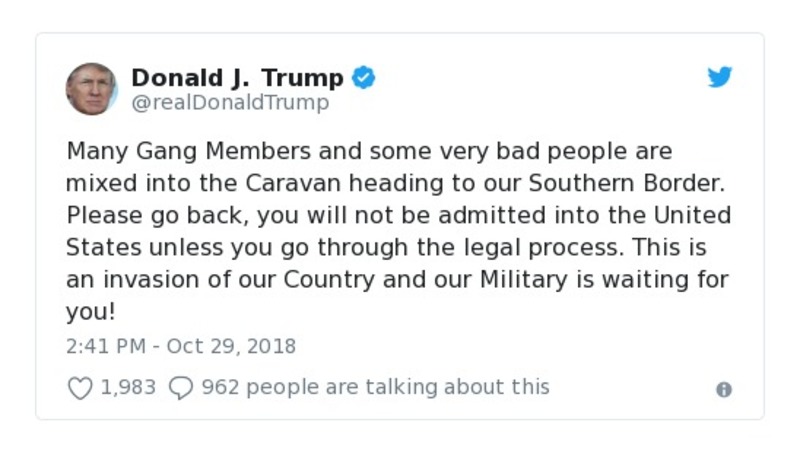 Donald J. Trump
@realDonaldTrump
Many Gang Members and some very bad people are
mixed into the Caravan heading to our Southern Border.
Please go back, you will not be admitted into the United
States unless you go through the legal process. This is
an invasion of our Country and our Military is waiting for
you!
2:41 PM - Oct 29, 2018
1,983 962 people are talking about this